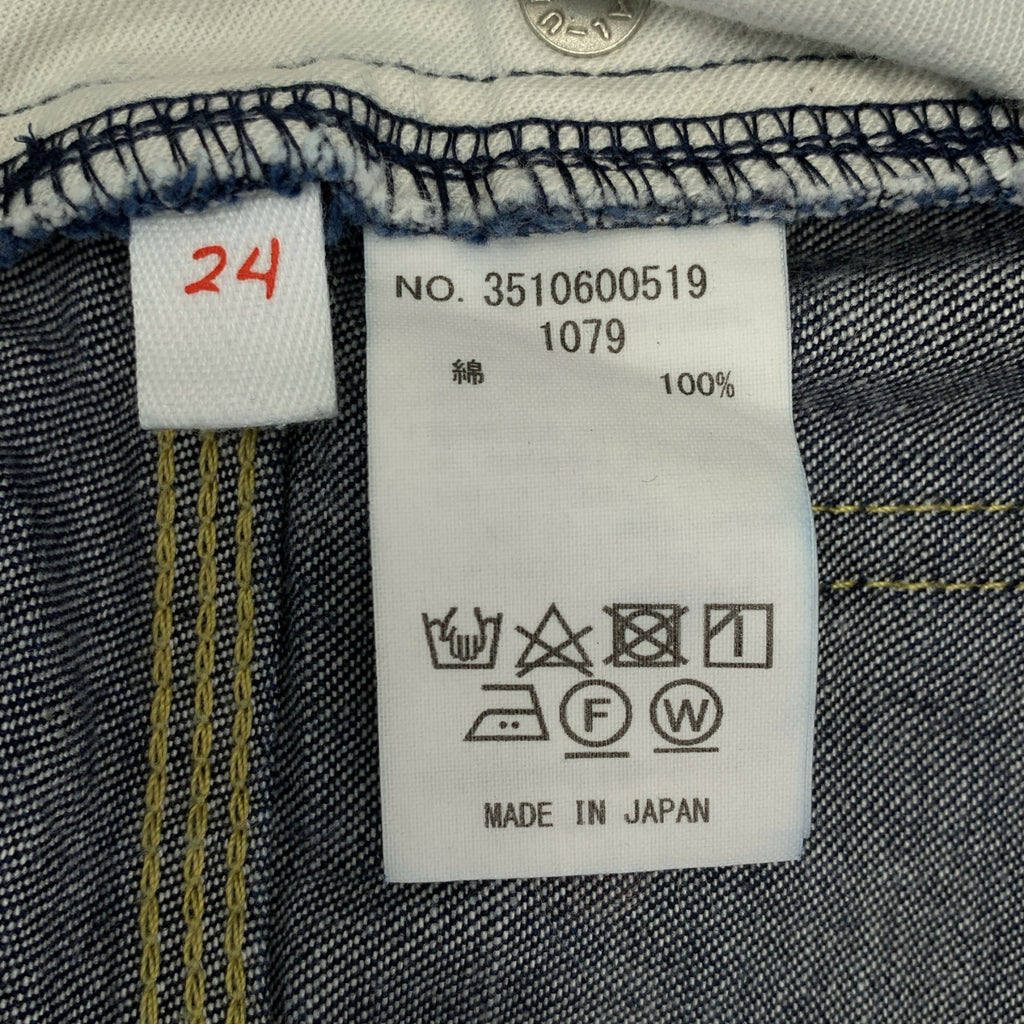 24
NO. 3510600519
1079
綿 100%
F W
MADE IN JAPAN